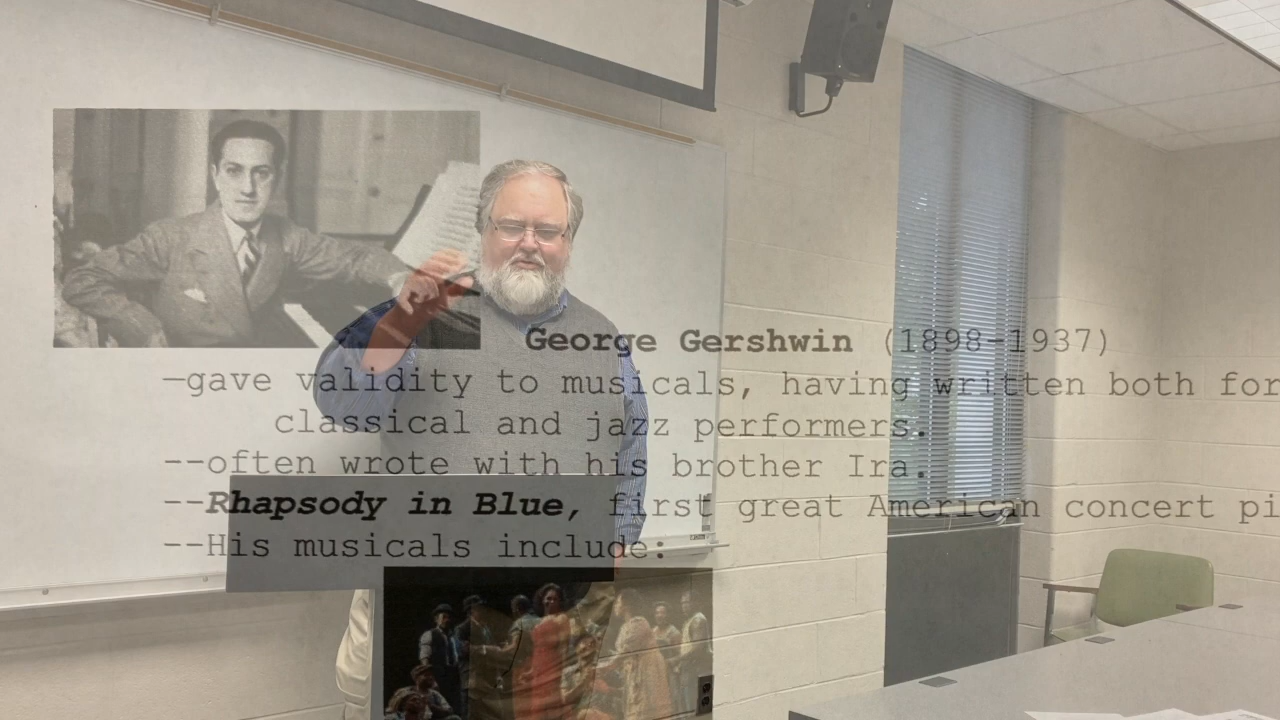 George Gershwin (1898-1937)
—gave validity to musicals, having written both for
classical and jazz performers.
--often wrote with his brother Ira.
--Rhapsody in Blue, first great American concert pi
--His musicals include: